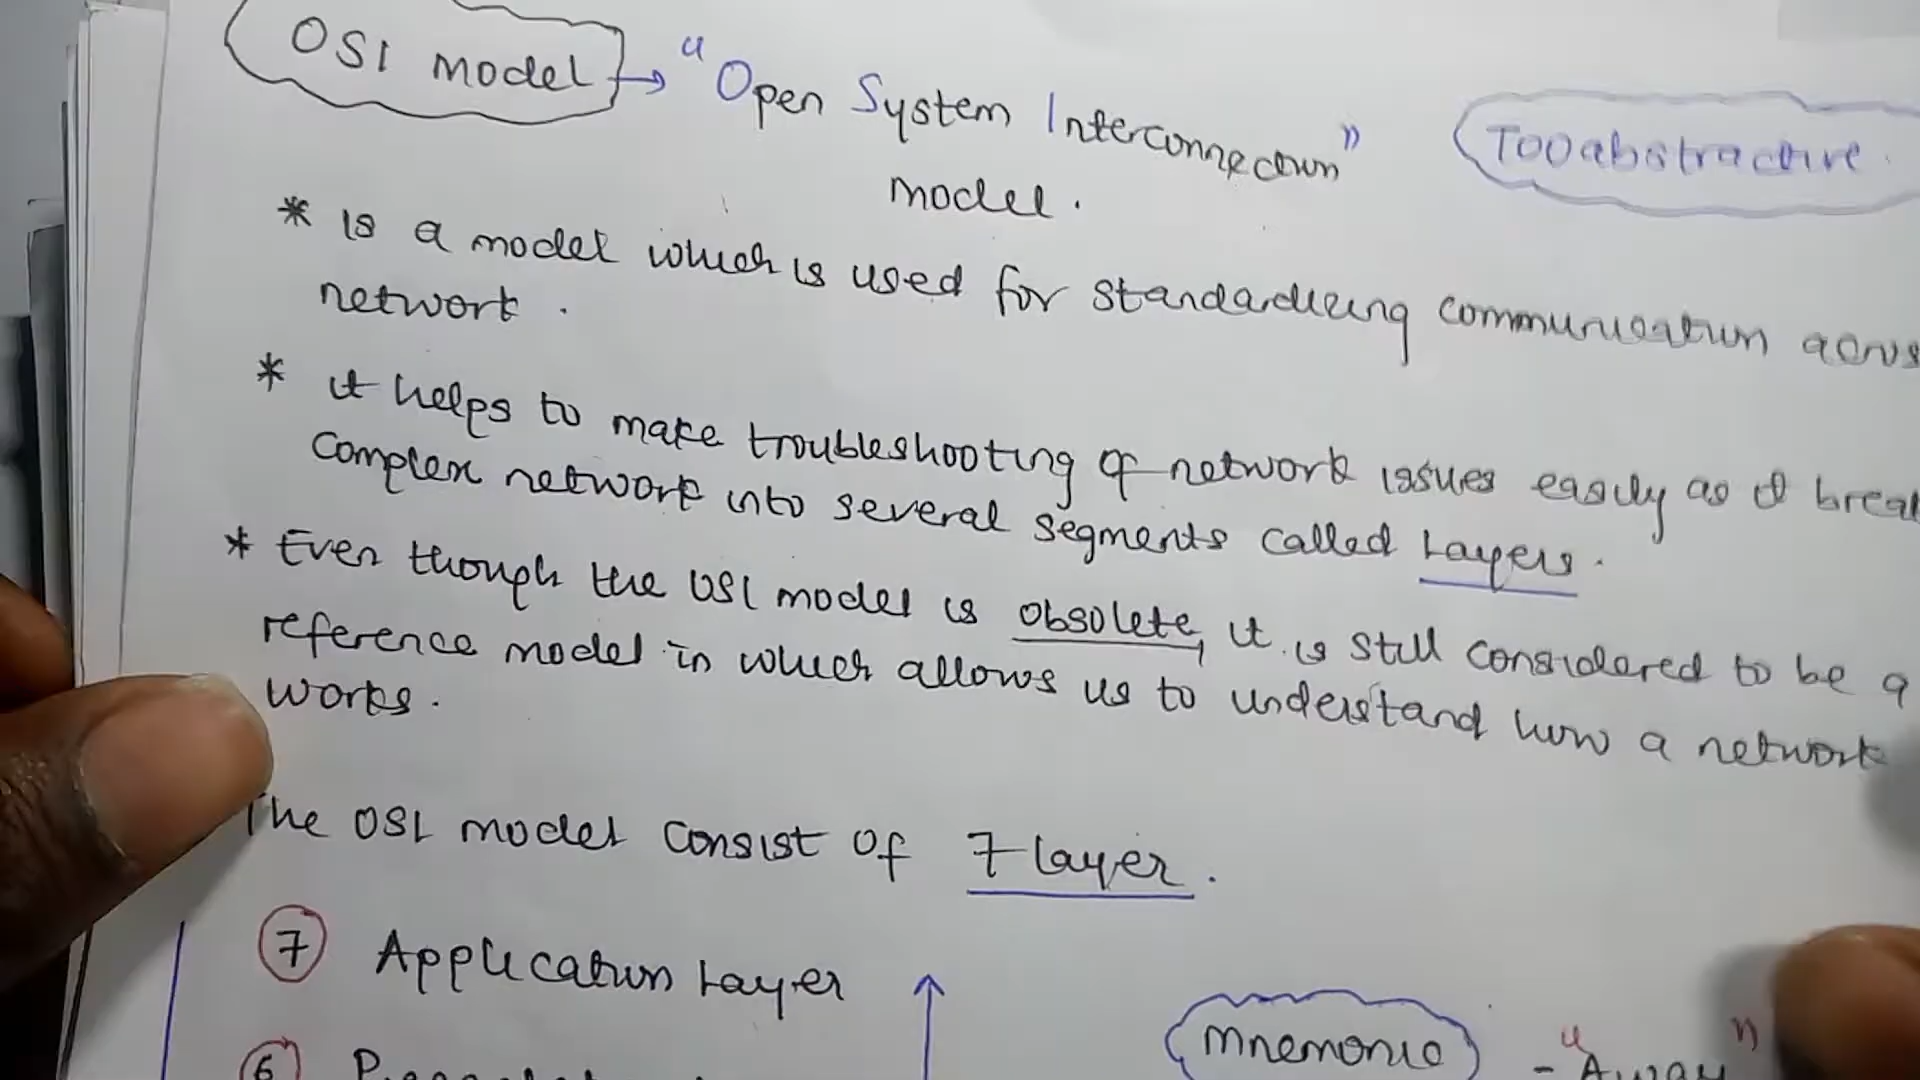 OSI model → "Open System Interconnection" Too abstractive.
model.
* is a model which is used for standardizing communication across
network.
* it helps to make troubleshooting of network issues easily as it break
complex network into several segments called Layers.
* Even though the OSI model is obsolete, it is still considered to be a
reference model in which allows us to understand how a network
works.
The OSI model consist of 7 layer.
7 Application Layer
mnemonic - "Away"
6